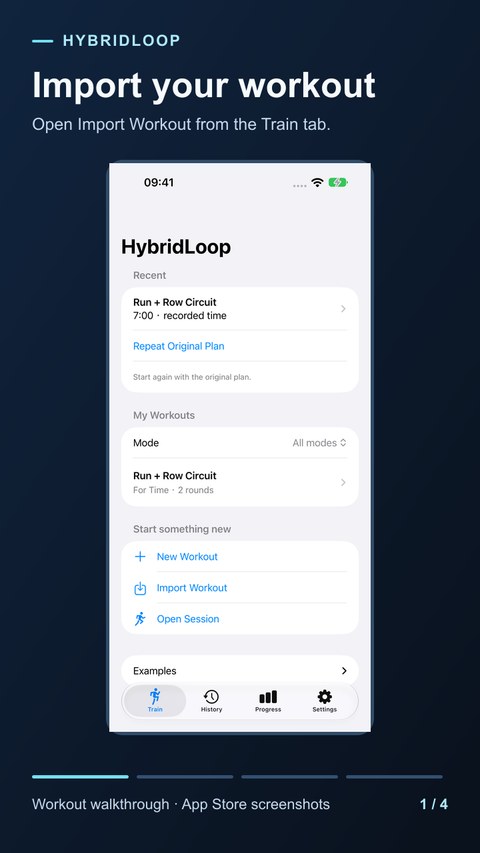 HYBRIDLOOP
Import your workout
Open Import Workout from the Train tab.
09:41
HybridLoop
Recent
Run + Row Circuit
7:00 · recorded time
Repeat Original Plan
Start again with the original plan.
My Workouts
Mode All modes
Run + Row Circuit
For Time · 2 rounds
Start something new
New Workout
Import Workout
Open Session
Examples
Train History Progress Settings
Workout walkthrough · App Store screenshots 1 / 4